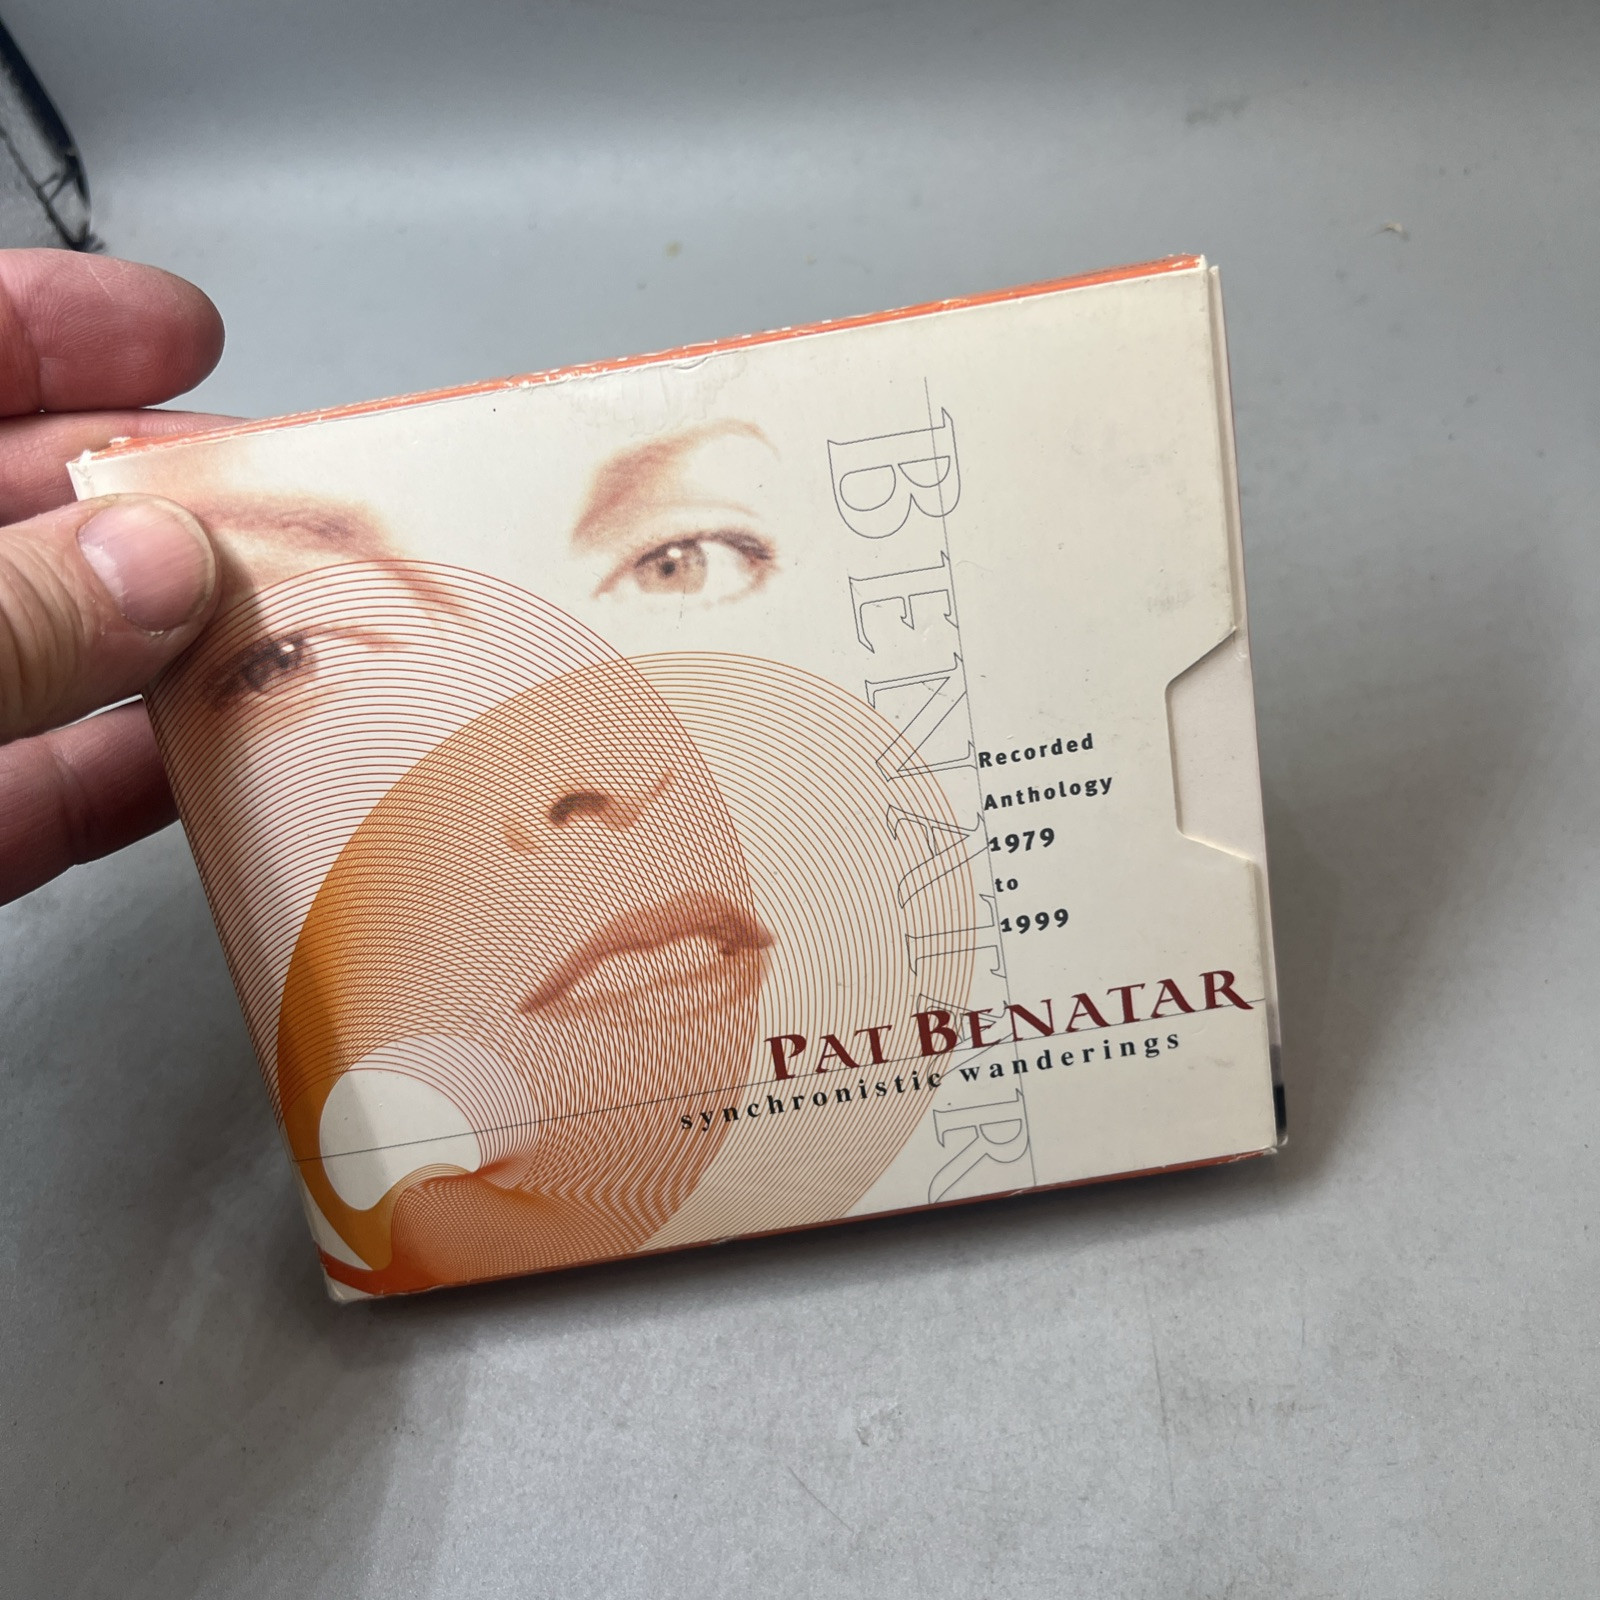 BENATAR
Recorded
Anthology
1979
to
1999
PAT BENATAR
synchronistic wanderings